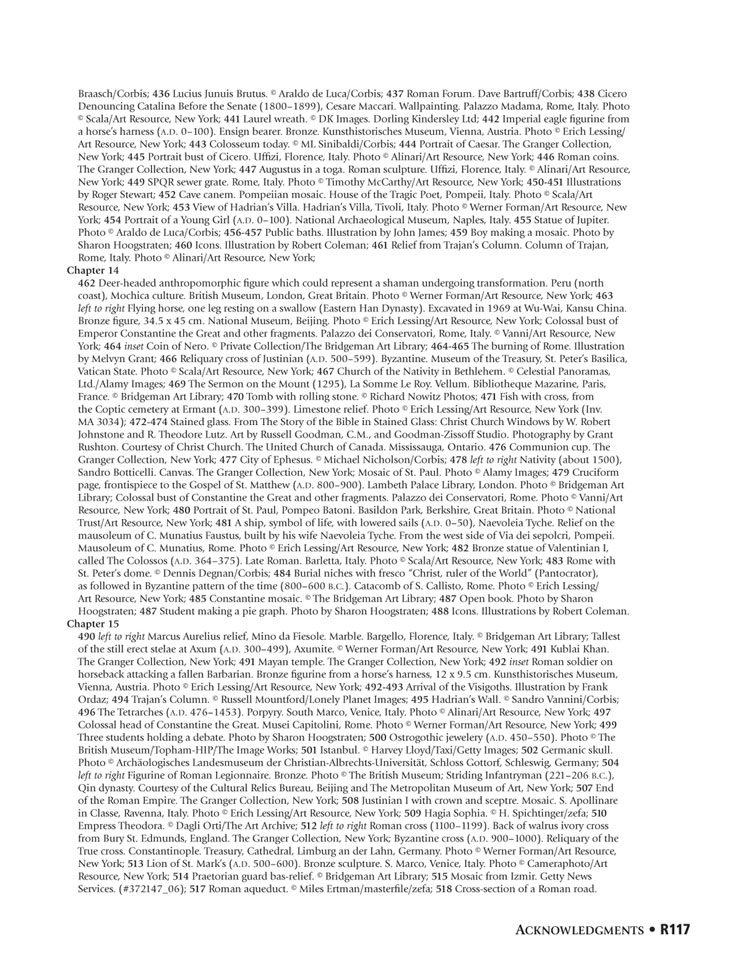 Braasch/Corbis; 436 Lucius Junuis Brutus. © Araldo de Luca/Corbis; 437 Roman Forum. Dave Bartruff/Corbis; 438 Cicero
Denouncing Catalina Before the Senate (1800–1899), Cesare Maccari. Wallpainting. Palazzo Madama, Rome, Italy. Photo
© Scala/Art Resource, New York; 441 Laurel wreath. © DK Images. Dorling Kindersley Ltd; 442 Imperial eagle figurine from
a horse's harness (A.D. 0–100). Ensign bearer. Bronze. Kunsthistorisches Museum, Vienna, Austria. Photo © Erich Lessing/
Art Resource, New York; 443 Colosseum today. © ML Sinibaldi/Corbis; 444 Portrait of Caesar. The Granger Collection,
New York; 445 Portrait bust of Cicero. Uffizi, Florence, Italy. Photo © Alinari/Art Resource, New York; 446 Roman coins.
The Granger Collection, New York; 447 Augustus in a toga. Roman sculpture. Uffizi, Florence, Italy. © Alinari/Art Resource,
New York; 449 SPQR sewer grate. Rome, Italy. Photo © Timothy McCarthy/Art Resource, New York; 450-451 Illustrations
by Roger Stewart; 452 Cave canem. Pompeiian mosaic. House of the Tragic Poet, Pompeii, Italy. Photo © Scala/Art
Resource, New York; 453 View of Hadrian's Villa. Hadrian's Villa, Tivoli, Italy. Photo © Werner Forman/Art Resource, New
York; 454 Portrait of a Young Girl (A.D. 0–100). National Archaeological Museum, Naples, Italy. 455 Statue of Jupiter.
Photo © Araldo de Luca/Corbis; 456-457 Public baths. Illustration by John James; 459 Boy making a mosaic. Photo by
Sharon Hoogstraten; 460 Icons. Illustration by Robert Coleman; 461 Relief from Trajan's Column. Column of Trajan,
Rome, Italy. Photo © Alinari/Art Resource, New York;
Chapter 14
462 Deer-headed anthropomorphic figure which could represent a shaman undergoing transformation. Peru (north
coast), Mochica culture. British Museum, London, Great Britain. Photo © Werner Forman/Art Resource, New York; 463
left to right Flying horse, one leg resting on a swallow (Eastern Han Dynasty). Excavated in 1969 at Wu-Wai, Kansu China.
Bronze figure, 34.5 x 45 cm. National Museum, Beijing. Photo © Erich Lessing/Art Resource, New York; Colossal bust of
Emperor Constantine the Great and other fragments. Palazzo dei Conservatori, Rome, Italy. © Vanni/Art Resource, New
York; 464 inset Coin of Nero. © Private Collection/The Bridgeman Art Library; 464-465 The burning of Rome. Illustration
by Melvyn Grant; 466 Reliquary cross of Justinian (A.D. 500–599). Byzantine. Museum of the Treasury, St. Peter's Basilica,
Vatican State. Photo © Scala/Art Resource, New York; 467 Church of the Nativity in Bethlehem. © Celestial Panoramas,
Ltd./Alamy Images; 469 The Sermon on the Mount (1295), La Somme Le Roy. Vellum. Bibliotheque Mazarine, Paris,
France. © Bridgeman Art Library; 470 Tomb with rolling stone. © Richard Nowitz Photos; 471 Fish with cross, from
the Coptic cemetery at Ermant (A.D. 300–399). Limestone relief. Photo © Erich Lessing/Art Resource, New York (Inv.
MA 3034); 472-474 Stained glass. From The Story of the Bible in Stained Glass: Christ Church Windows by W. Robert
Johnstone and R. Theodore Lutz. Art by Russell Goodman, C.M., and Goodman-Zissoff Studio. Photography by Grant
Rushton. Courtesy of Christ Church. The United Church of Canada. Mississauga, Ontario. 476 Communion cup. The
Granger Collection, New York; 477 City of Ephesus. © Michael Nicholson/Corbis; 478 left to right Nativity (about 1500),
Sandro Botticelli. Canvas. The Granger Collection, New York; Mosaic of St. Paul. Photo © Alamy Images; 479 Cruciform
page, frontispiece to the Gospel of St. Matthew (A.D. 800–900). Lambeth Palace Library, London. Photo © Bridgeman Art
Library; Colossal bust of Constantine the Great and other fragments. Palazzo dei Conservatori, Rome. Photo © Vanni/Art
Resource, New York; 480 Portrait of St. Paul, Pompeo Batoni. Basildon Park, Berkshire, Great Britain. Photo © National
Trust/Art Resource, New York; 481 A ship, symbol of life, with lowered sails (A.D. 0–50), Naevoleia Tyche. Relief on the
mausoleum of C. Munatius Faustus, built by his wife Naevoleia Tyche. From the west side of Via dei sepolcri, Pompeii.
Mausoleum of C. Munatius, Rome. Photo © Erich Lessing/Art Resource, New York; 482 Bronze statue of Valentinian I,
called The Colossos (A.D. 364–375). Late Roman. Barletta, Italy. Photo © Scala/Art Resource, New York; 483 Rome with
St. Peter's dome. © Dennis Degnan/Corbis; 484 Burial niches with fresco "Christ, ruler of the World" (Pantocrator),
as followed in Byzantine pattern of the time (800–600 B.C.). Catacomb of S. Callisto, Rome. Photo © Erich Lessing/
Art Resource, New York; 485 Constantine mosaic. © The Bridgeman Art Library; 487 Open book. Photo by Sharon
Hoogstraten; 487 Student making a pie graph. Photo by Sharon Hoogstraten; 488 Icons. Illustrations by Robert Coleman.
Chapter 15
490 left to right Marcus Aurelius relief, Mino da Fiesole. Marble. Bargello, Florence, Italy. © Bridgeman Art Library; Tallest
of the still erect stelae at Axum (A.D. 300–499), Axumite. © Werner Forman/Art Resource, New York; 491 Kublai Khan.
The Granger Collection, New York; 491 Mayan temple. The Granger Collection, New York; 492 inset Roman soldier on
horseback attacking a fallen Barbarian. Bronze figurine from a horse's harness, 12 x 9.5 cm. Kunsthistorisches Museum,
Vienna, Austria. Photo © Erich Lessing/Art Resource, New York; 492-493 Arrival of the Visigoths. Illustration by Frank
Ordaz; 494 Trajan's Column. © Russell Mountford/Lonely Planet Images; 495 Hadrian's Wall. © Sandro Vannini/Corbis;
496 The Tetrarches (A.D. 476–1453). Porpyry. South Marco, Venice, Italy. Photo © Alinari/Art Resource, New York; 497
Colossal head of Constantine the Great. Musei Capitolini, Rome. Photo © Werner Forman/Art Resource, New York; 499
Three students holding a debate. Photo by Sharon Hoogstraten; 500 Ostrogothic jewelery (A.D. 450–550). Photo © The
British Museum/Topham-HIP/The Image Works; 501 Istanbul. © Harvey Lloyd/Taxi/Getty Images; 502 Germanic skull.
Photo © Archäologisches Landesmuseum der Christian-Albrechts-Universität, Schloss Gottorf, Schleswig, Germany; 504
left to right Figurine of Roman Legionnaire. Bronze. Photo © The British Museum; Striding Infantryman (221–206 B.C.),
Qin dynasty. Courtesy of the Cultural Relics Bureau, Beijing and The Metropolitan Museum of Art, New York; 507 End
of the Roman Empire. The Granger Collection, New York; 508 Justinian I with crown and sceptre. Mosaic. S. Apollinare
in Classe, Ravenna, Italy. Photo © Erich Lessing/Art Resource, New York; 509 Hagia Sophia. © H. Spichtinger/zefa; 510
Empress Theodora. © Dagli Orti/The Art Archive; 512 left to right Roman cross (1100–1199). Back of walrus ivory cross
from Bury St. Edmunds, England. The Granger Collection, New York; Byzantine cross (A.D. 900–1000). Reliquary of the
True cross. Constantinople. Treasury, Cathedral, Limburg an der Lahn, Germany. Photo © Werner Forman/Art Resource,
New York; 513 Lion of St. Mark's (A.D. 500–600). Bronze sculpture. S. Marco, Venice, Italy. Photo © Cameraphoto/Art
Resource, New York; 514 Praetorian guard bas-relief. © Bridgeman Art Library; 515 Mosaic from Izmir. Getty News
Services. (#372147_06); 517 Roman aqueduct. © Miles Ertman/masterfile/zefa; 518 Cross-section of a Roman road.
ACKNOWLEDGMENTS • R117